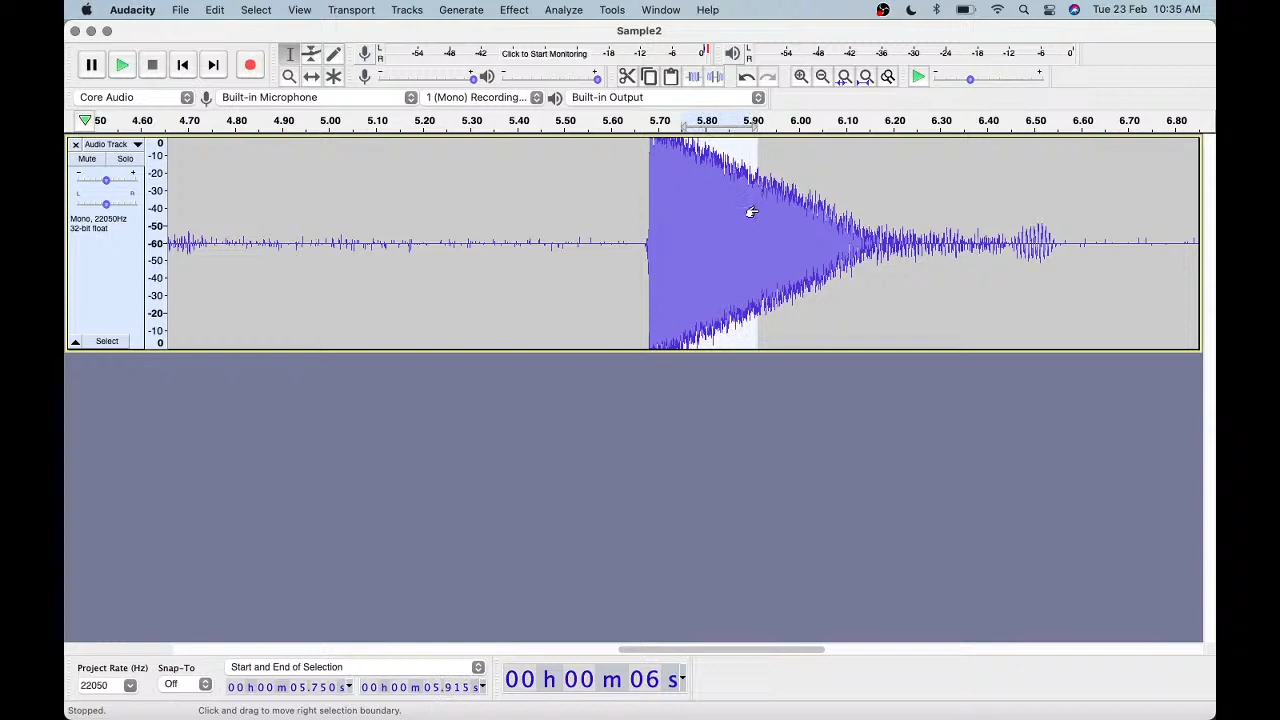 Audacity File Edit Select View Transport Tracks Generate Effect Analyze Tools Window Help Tue 23 Feb 10:35 AM
Sample2
L R -54 -48 -42 Click to Start Monitoring -18 -12 -6 0 L R -54 -48 -42 -36 -30 -24 -18 -12 -6 0
- + - + - +
Core Audio Built-in Microphone 1 (Mono) Recording... Built-in Output
50 4.60 4.70 4.80 4.90 5.00 5.10 5.20 5.30 5.40 5.50 5.60 5.70 5.80 5.90 6.00 6.10 6.20 6.30 6.40 6.50 6.60 6.70 6.80
Audio Track
Mute Solo
- +
L R
Mono, 22050Hz
32-bit float
Select
0
-10
-20
-30
-40
-50
-60
-50
-40
-30
-20
-10
0
Project Rate (Hz) Snap-To Start and End of Selection
22050 Off 00 h 00 m 05.750 s 00 h 00 m 05.915 s
00 h 00 m 06 s
Stopped. Click and drag to move right selection boundary.